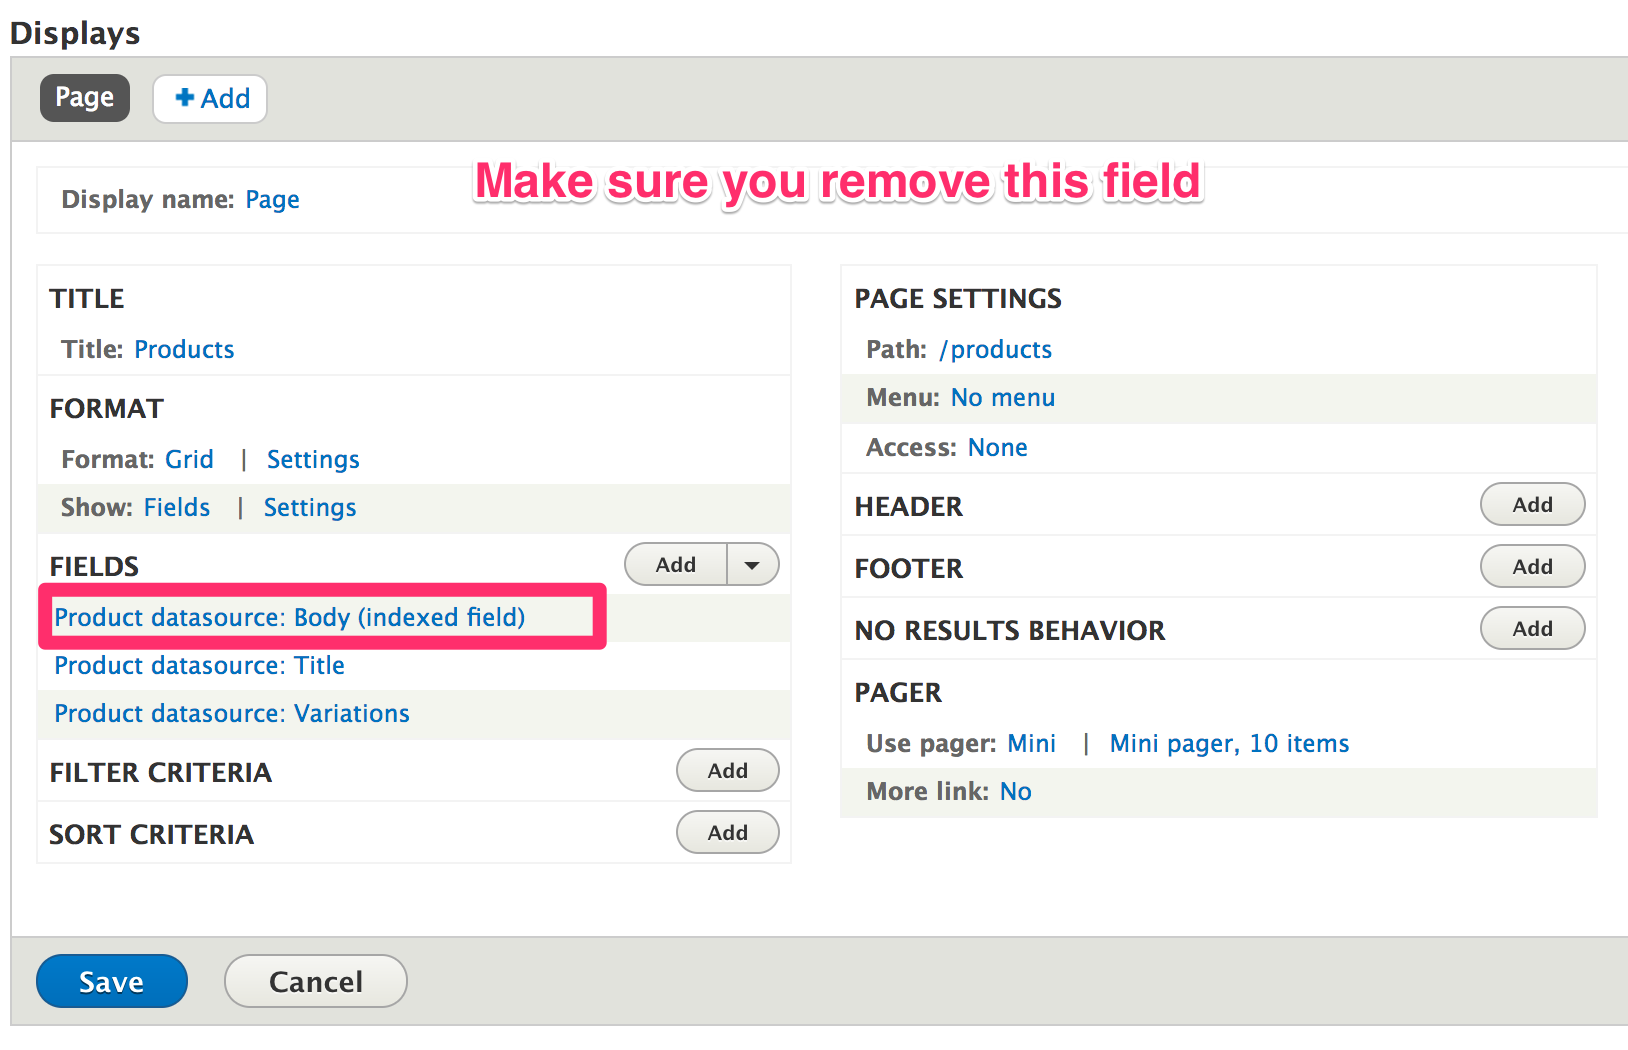 Displays
Page
Add
Make sure you remove this field
Display name: Page
TITLE
Title: Products
FORMAT
Format: Grid | Settings
Show: Fields | Settings
FIELDS
Add
Product datasource: Body (indexed field)
Product datasource: Title
Product datasource: Variations
FILTER CRITERIA
Add
SORT CRITERIA
Add
PAGE SETTINGS
Path: /products
Menu: No menu
Access: None
HEADER
Add
FOOTER
Add
NO RESULTS BEHAVIOR
Add
PAGER
Use pager: Mini | Mini pager, 10 items
More link: No
Save
Cancel